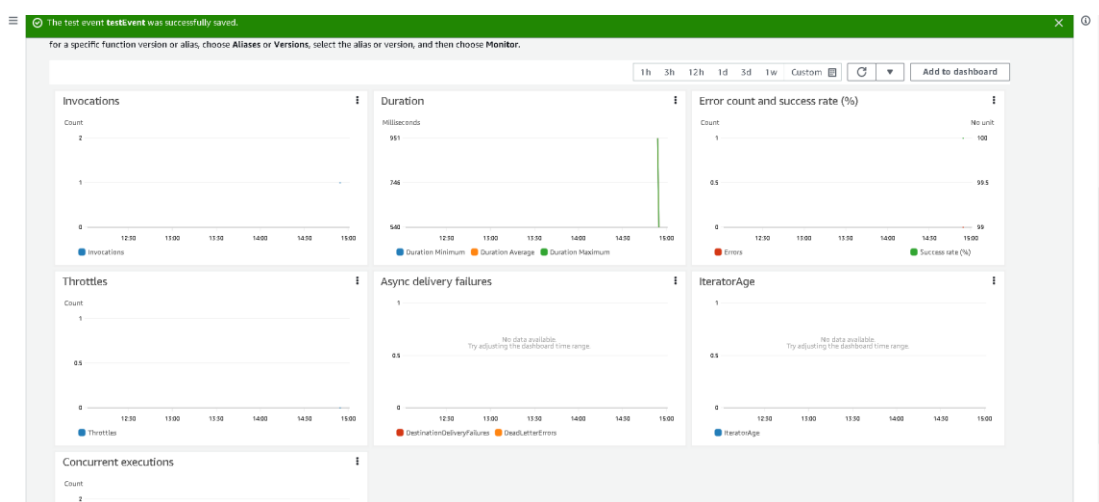 The test event testEvent was successfully saved.
for a specific function version or alias, choose Aliases or Versions, select the alias or version, and then choose Monitor.
1h 3h 12h 1d 3d 1w Custom Add to dashboard
Invocations
Count
2
1
0
12:30 13:00 13:30 14:00 14:30 15:00
Invocations
Duration
Milliseconds
951
746
540
12:30 13:00 13:30 14:00 14:30 15:00
Duration Minimum Duration Average Duration Maximum
Error count and success rate (%)
Count No unit
1 100
0.5 99.5
0 99
12:30 13:00 13:30 14:00 14:30 15:00
Errors Success rate (%)
Throttles
Count
1
0.5
0
12:30 13:00 13:30 14:00 14:30 15:00
Throttles
Async delivery failures
1
No data available.
Try adjusting the dashboard time range.
0.5
0
12:30 13:00 13:30 14:00 14:30 15:00
DestinationDeliveryFailures DeadLetterErrors
IteratorAge
1
No data available.
Try adjusting the dashboard time range.
0.5
0
12:30 13:00 13:30 14:00 14:30 15:00
IteratorAge
Concurrent executions
Count
2